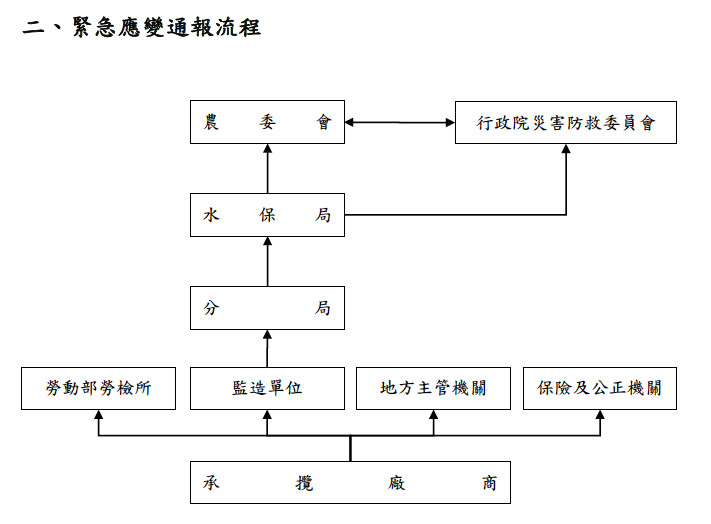 二、緊急應變通報流程
農委會
行政院災害防救委員會
水保局
分局
勞動部勞檢所
監造單位
地方主管機關
保險及公正機關
承攬廠商